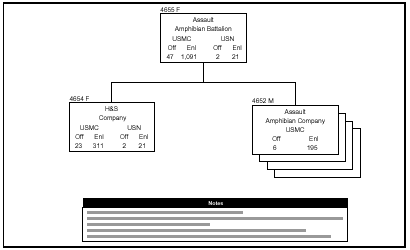 4655 F
Assault
Amphibian Battalion
USMC USN
Off Enl Off Enl
47 1,091 2 21
4654 F
H&S
Company
USMC USN
Off Enl Off Enl
23 311 2 21
4652 M
Assault
Amphibian Company
USMC
Off Enl
6 195
Notes